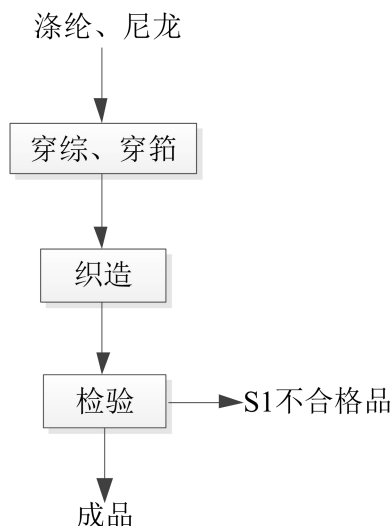 涤纶、尼龙
穿综、穿筘
织造
检验
S1不合格品
成品